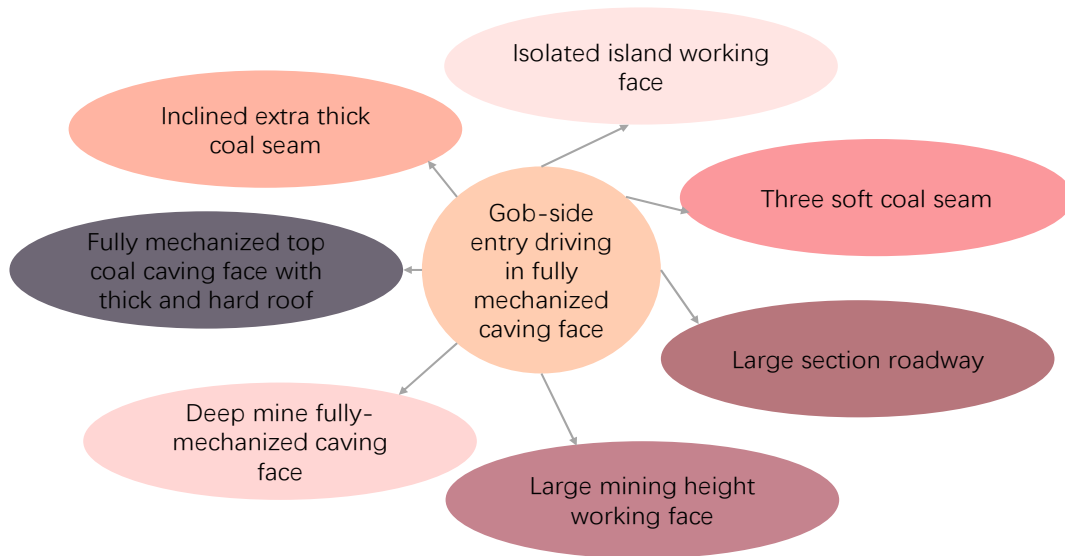 Isolated island working
face
Inclined extra thick
coal seam
Three soft coal seam
Gob-side
entry driving
in fully
mechanized
caving face
Fully mechanized top
coal caving face with
thick and hard roof
Large section roadway
Deep mine fully-
mechanized caving
face
Large mining height
working face